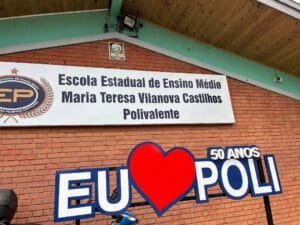 EP
Escola Estadual de Ensino Médio
Maria Teresa Vilanova Castilhos
Polivalente
50 ANOS
EU POLI